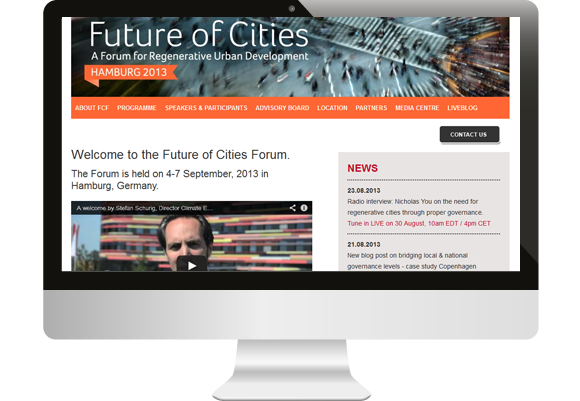 Future of Cities
A Forum for Regenerative Urban Development
HAMBURG 2013
ABOUT FCF PROGRAMME SPEAKERS & PARTICIPANTS ADVISORY BOARD LOCATION PARTNERS MEDIA CENTRE LIVEBLOG
CONTACT US
Welcome to the Future of Cities Forum.
The Forum is held on 4-7 September, 2013 in
Hamburg, Germany.
A welcome by Stefan Schurig, Director Climate E...
NEWS
23.08.2013
Radio interview: Nicholas You on the need for
regenerative cities through proper governance.
Tune in LIVE on 30 August, 10am EDT / 4pm CET
21.08.2013
New blog post on bridging local & national
governance levels - case study Copenhagen